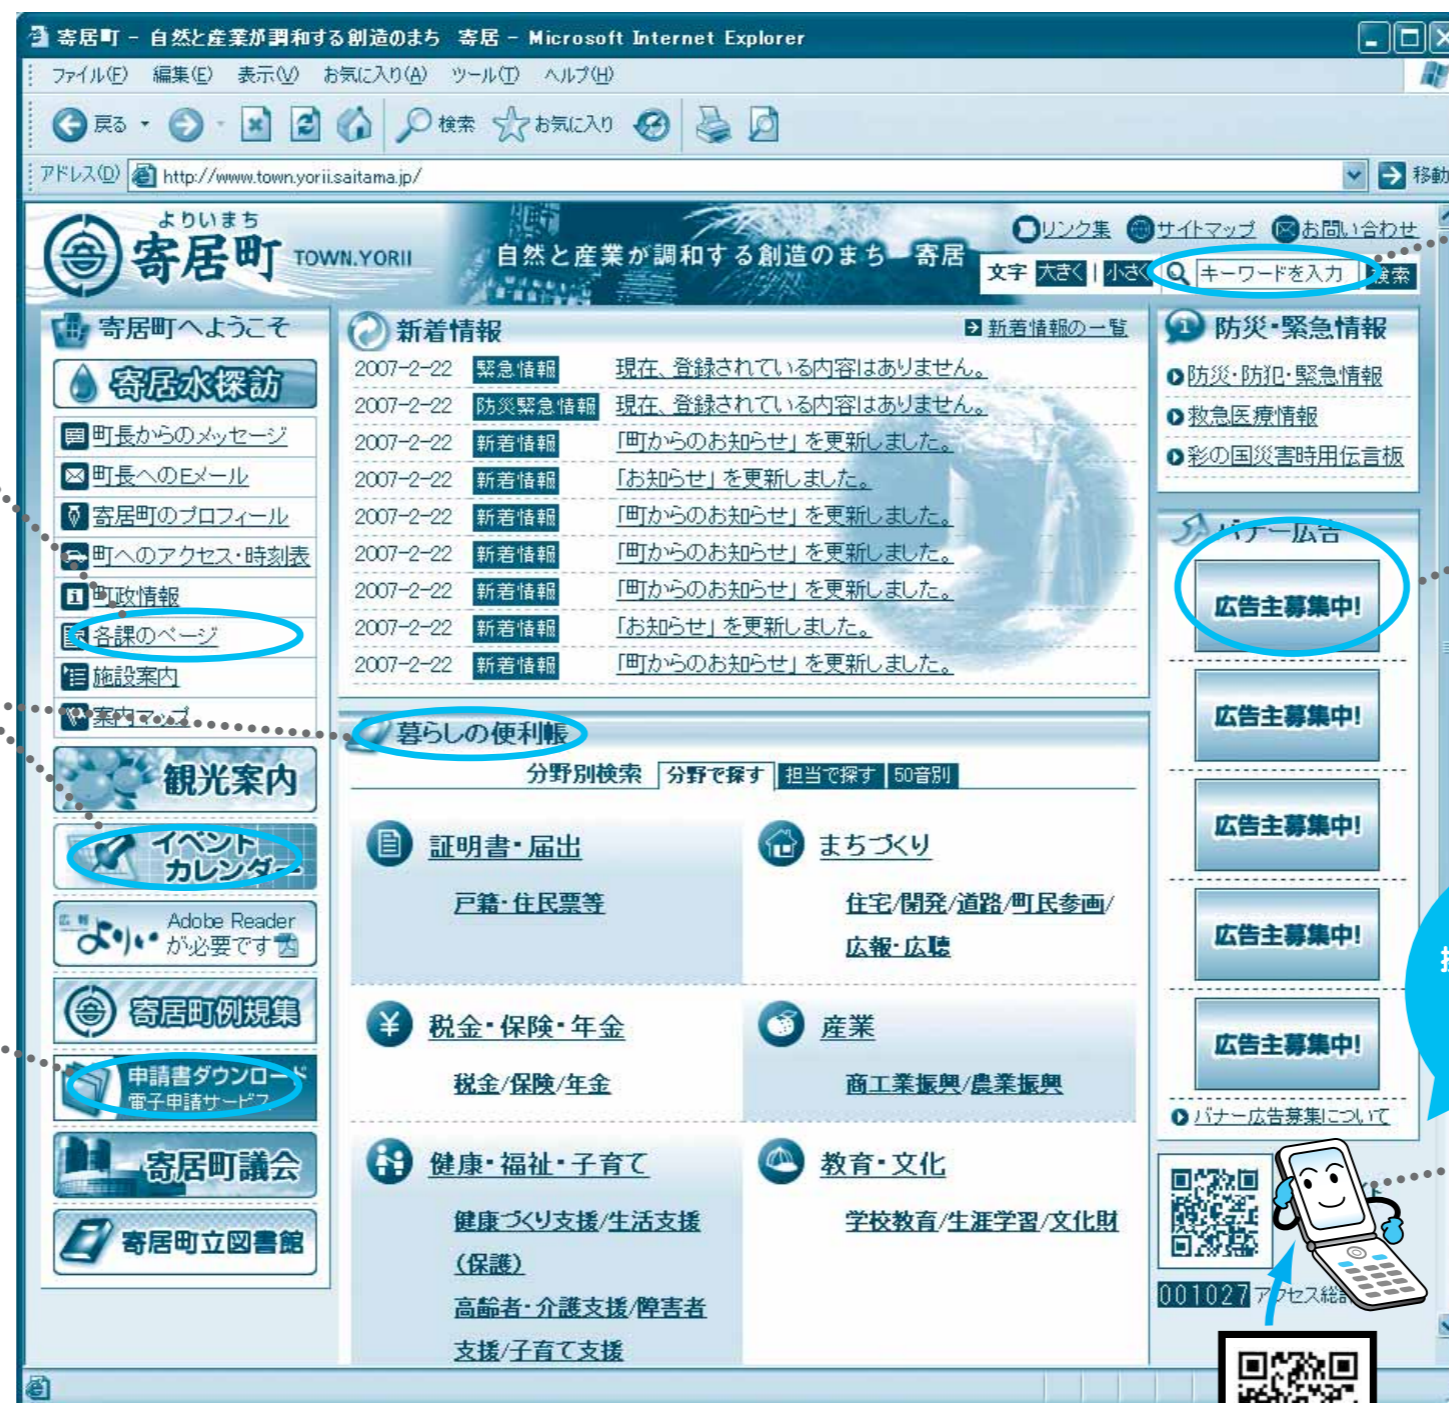 寄居町 - 自然と産業が調和する創造のまち 寄居 - Microsoft Internet Explorer
ファイル(F) 編集(E) 表示(V) お気に入り(A) ツール(T) ヘルプ(H)
戻る 検索 お気に入り
アドレス(D) http://www.town.yorii.saitama.jp/ 移動
よりいまち
寄居町 TOWN.YORII
自然と産業が調和する創造のまち 寄居
リンク集 サイトマップ お問い合わせ
文字 大きく | 小さく キーワードを入力 検索
寄居町へようこそ
寄居水探訪
町長からのメッセージ
町長へのEメール
寄居町のプロフィール
町へのアクセス・時刻表
町政情報
各課のページ
施設案内
案内マップ
観光案内
イベント
カレンダー
広報 よりい Adobe Reader
が必要です
寄居町例規集
申請書ダウンロード
電子申請サービス
寄居町議会
寄居町立図書館
新着情報 新着情報の一覧
2007-2-22 緊急情報 現在、登録されている内容はありません。
2007-2-22 防災緊急情報 現在、登録されている内容はありません。
2007-2-22 新着情報 「町からのお知らせ」を更新しました。
2007-2-22 新着情報 「お知らせ」を更新しました。
2007-2-22 新着情報 「町からのお知らせ」を更新しました。
2007-2-22 新着情報 「町からのお知らせ」を更新しました。
2007-2-22 新着情報 「町からのお知らせ」を更新しました。
2007-2-22 新着情報 「お知らせ」を更新しました。
2007-2-22 新着情報 「町からのお知らせ」を更新しました。
暮らしの便利帳
分野別検索 分野で探す 担当で探す 50音別
証明書・届出
戸籍・住民票等
まちづくり
住宅/開発/道路/町民参画/
広報・広聴
税金・保険・年金
税金/保険/年金
産業
商工業振興/農業振興
健康・福祉・子育て
健康づくり支援/生活支援
(保護)
高齢者・介護支援/障害者
支援/子育て支援
教育・文化
学校教育/生涯学習/文化財
防災・緊急情報
防災・防犯・緊急情報
救急医療情報
彩の国災害時用伝言板
バナー広告
広告主募集中!
広告主募集中!
広告主募集中!
広告主募集中!
広告主募集中!
バナー広告募集について
001027 アクセス総